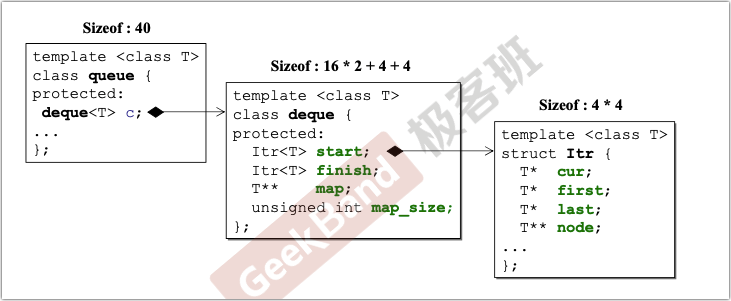 Sizeof : 40
template <class T>
class queue {
protected:
deque<T> c;
...
};
Sizeof : 16 * 2 + 4 + 4
template <class T>
class deque {
protected:
Itr<T> start;
Itr<T> finish;
T** map;
unsigned int map_size;
};
Sizeof : 4 * 4
template <class T>
struct Itr {
T* cur;
T* first;
T* last;
T** node;
...
};
GeekBand 极客班